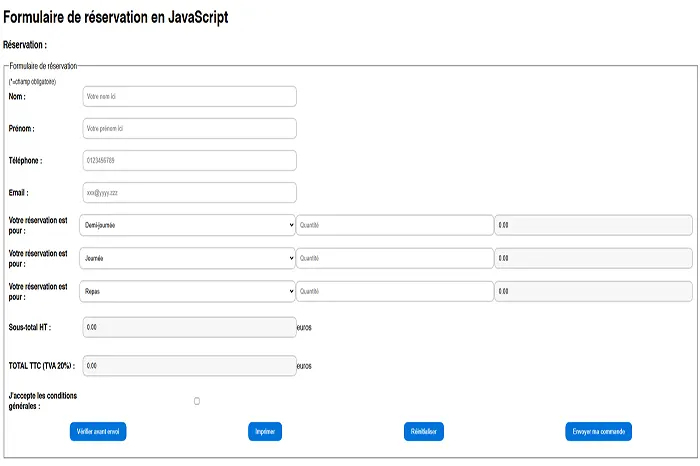 Formulaire de réservation en JavaScript
Réservation :
Formulaire de réservation
(*=champ obligatoire)
Nom : Votre nom ici
Prénom : Votre prénom ici
Téléphone : 0123456789
Email : xxx@yyyy.zzz
Votre réservation est
pour : Demi-journée Quantité 0.00
Votre réservation est
pour : Journée Quantité 0.00
Votre réservation est
pour : Repas Quantité 0.00
Sous-total HT : 0.00 euros
TOTAL TTC (TVA 20%) : 0.00 euros
J'accepte les conditions
générales :
Vérifier avant envoi Imprimer Réinitialiser Envoyer ma commande